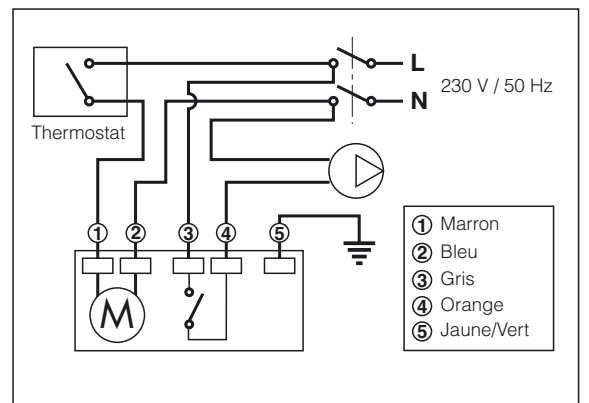 L
N
230 V / 50 Hz
Thermostat
1 2 3 4 5
M
1 Marron
2 Bleu
3 Gris
4 Orange
5 Jaune/Vert